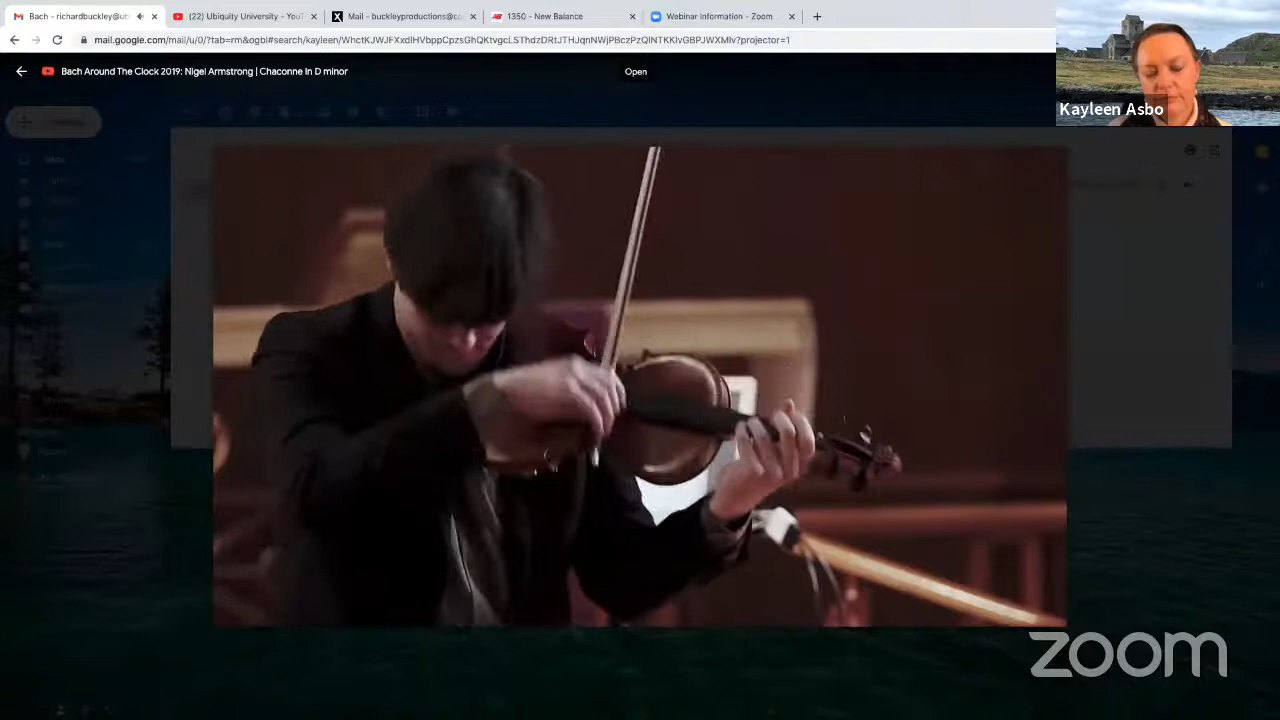 Bach - richardbuckley@ub
(22) Ubiquity University - YouT
Mail - buckleyproductions@co
1350 - New Balance
Webinar Information - Zoom
mail.google.com/mail/u/0/?tab=rm&ogbl#search/kayleen/WhctKJWJFXxdlHVbppCpzsGhQKtvgcLSThdzDRtJTHJqnNWjPBczPzQlNTKKlvGBPJWXMlv?projector=1
Bach Around The Clock 2019: Nigel Armstrong | Chaconne In D minor
Open
Kayleen Asbo
zoom